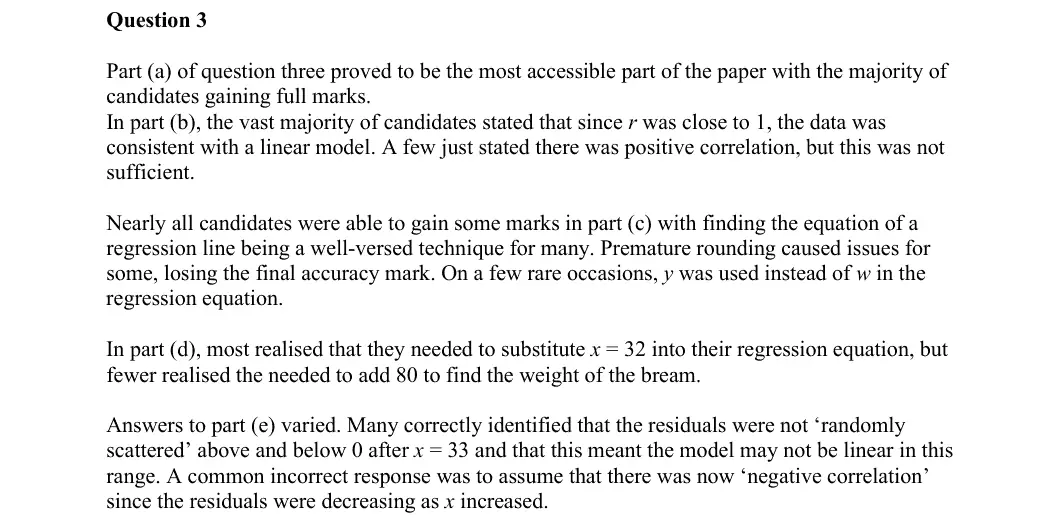 Question 3
Part (a) of question three proved to be the most accessible part of the paper with the majority of
candidates gaining full marks.
In part (b), the vast majority of candidates stated that since r was close to 1, the data was
consistent with a linear model. A few just stated there was positive correlation, but this was not
sufficient.
Nearly all candidates were able to gain some marks in part (c) with finding the equation of a
regression line being a well-versed technique for many. Premature rounding caused issues for
some, losing the final accuracy mark. On a few rare occasions, y was used instead of w in the
regression equation.
In part (d), most realised that they needed to substitute x = 32 into their regression equation, but
fewer realised the needed to add 80 to find the weight of the bream.
Answers to part (e) varied. Many correctly identified that the residuals were not ‘randomly
scattered’ above and below 0 after x = 33 and that this meant the model may not be linear in this
range. A common incorrect response was to assume that there was now ‘negative correlation’
since the residuals were decreasing as x increased.